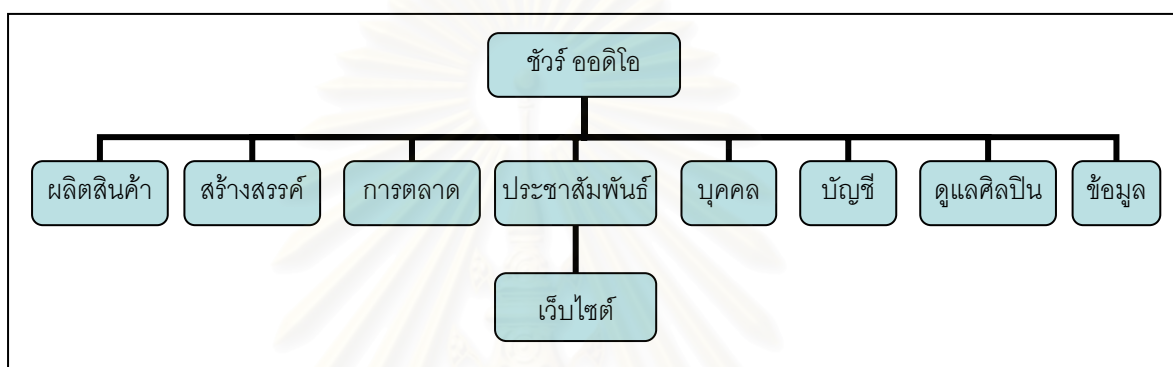 ชัวร์ ออดิโอ
ผลิตสินค้า
สร้างสรรค์
การตลาด
ประชาสัมพันธ์
บุคคล
บัญชี
ดูแลศิลปิน
ข้อมูล
เว็บไซต์